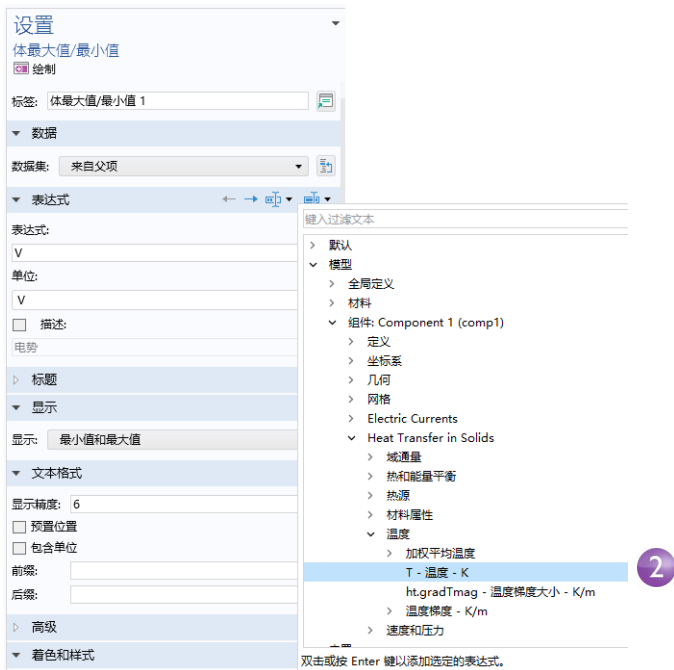 设置
体最大值/最小值
绘制
标签: 体最大值/最小值 1
数据
数据集: 来自父项
表达式
表达式:
V
单位:
V
描述:
电势
标题
显示
显示: 最小值和最大值
文本格式
显示精度: 6
预置位置
包含单位
前缀:
后缀:
高级
着色和样式
键入过滤文本
默认
模型
全局定义
材料
组件: Component 1 (comp1)
定义
坐标系
几何
网格
Electric Currents
Heat Transfer in Solids
域通量
热和能量平衡
热源
材料属性
温度
加权平均温度
T - 温度 - K
ht.gradTmag - 温度梯度大小 - K/m
温度梯度 - K/m
速度和压力
双击或按 Enter 键以添加选定的表达式。
2